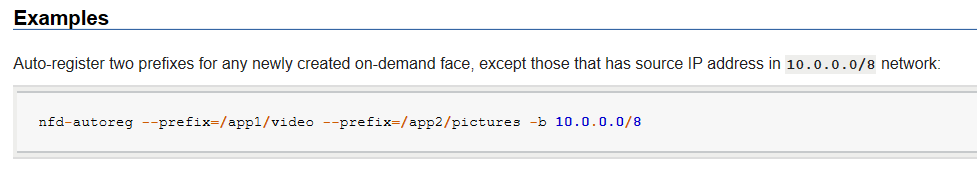 Examples
Auto-register two prefixes for any newly created on-demand face, except those that has source IP address in 10.0.0.0/8 network:
nfd-autoreg --prefix=/app1/video --prefix=/app2/pictures -b 10.0.0.0/8